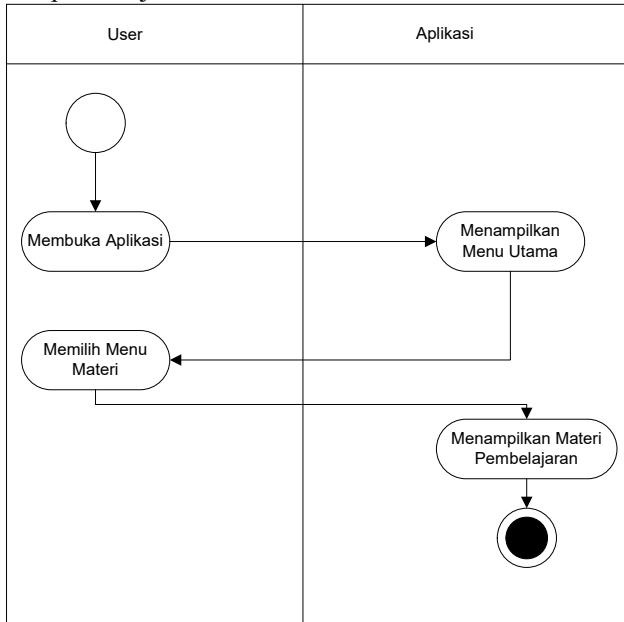 User
Aplikasi
Membuka Aplikasi
Menampilkan
Menu Utama
Memilih Menu
Materi
Menampilkan Materi
Pembelajaran